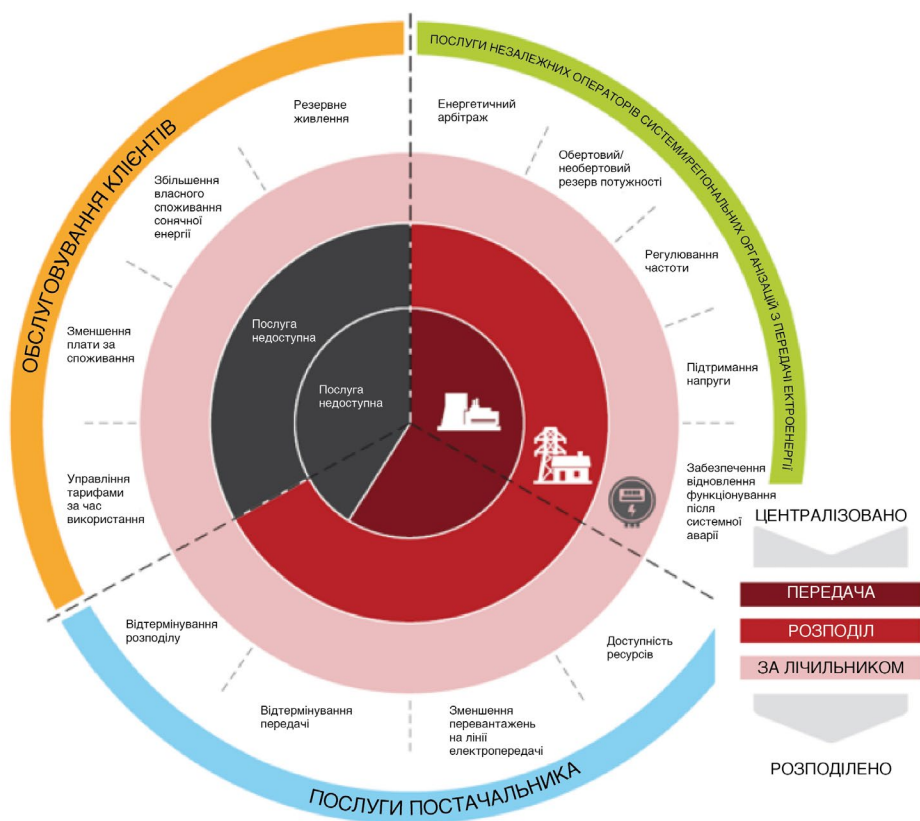 ПОСЛУГИ НЕЗАЛЕЖНИХ ОПЕРАТОРІВ СИСТЕМИ/РЕГІОНАЛЬНИХ ОРГАНІЗАЦІЙ З ПЕРЕДАЧІ ЕКТРОЕНЕРГІЇ
ОБСЛУГОВУВАННЯ КЛІЄНТІВ
Резервне
живлення
Енергетичний
арбітраж
Обертовий/
необертовий
резерв потужності
Збільшення
власного
споживання
сонячної
енергії
Регулювання
частоти
Зменшення
плати за
споживання
Послуга
недоступна
Послуга
недоступна
Підтримання
напруги
Управління
тарифами
за час
використання
Забезпечення
відновлення
функціонування
після
системної
аварії
ЦЕНТРАЛІЗОВАНО
ПЕРЕДАЧА
РОЗПОДІЛ
ЗА ЛІЧИЛЬНИКОМ
РОЗПОДІЛЕНО
Відтермінування
розподілу
Доступність
ресурсів
Відтермінування
передачі
Зменшення
перевантажень
на лінії
електропередачі
ПОСЛУГИ ПОСТАЧАЛЬНИКА